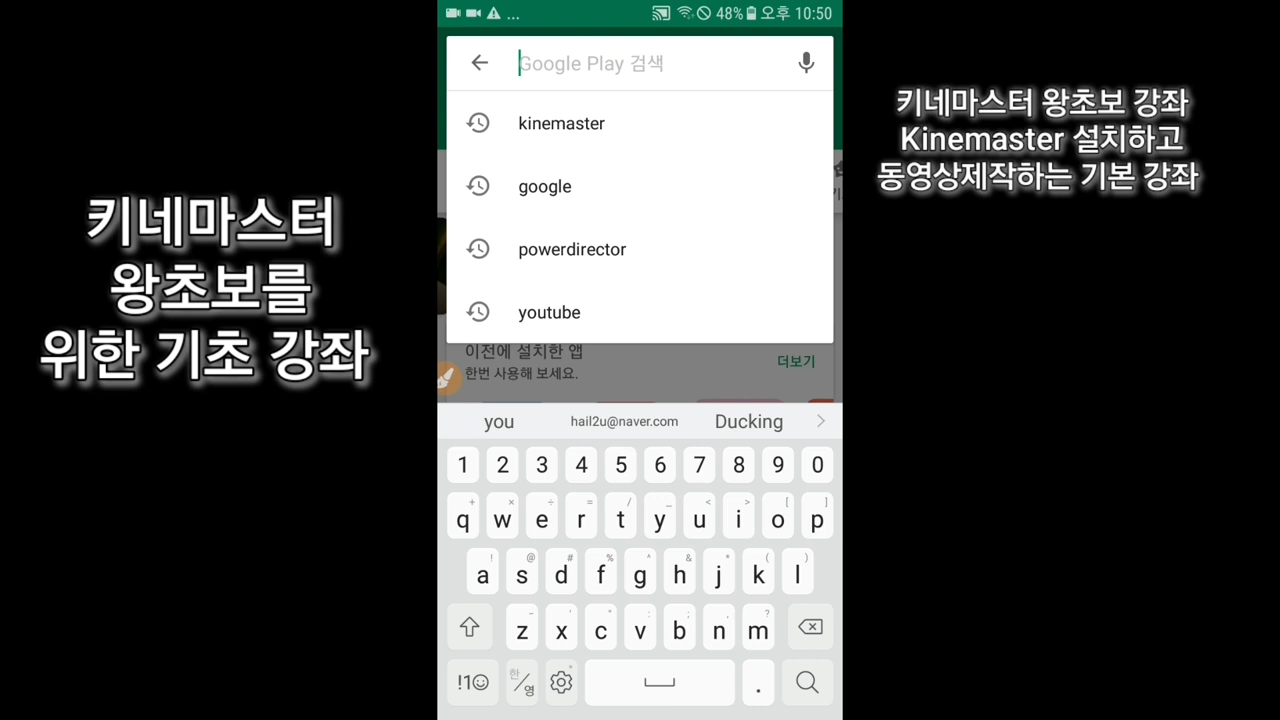 키네마스터
왕초보를
위한 기초 강좌
... 48% 오후 10:50
Google Play 검색
kinemaster
google
powerdirector
youtube
이전에 설치한 앱
한번 사용해 보세요.
더보기
you hail2u@naver.com Ducking
1 2 3 4 5 6 7 8 9 0
q w e r t y u i o p
a s d f g h j k l
z x c v b n m
!1☺ 한/영 .
키네마스터 왕초보 강좌
Kinemaster 설치하고
동영상제작하는 기본 강좌